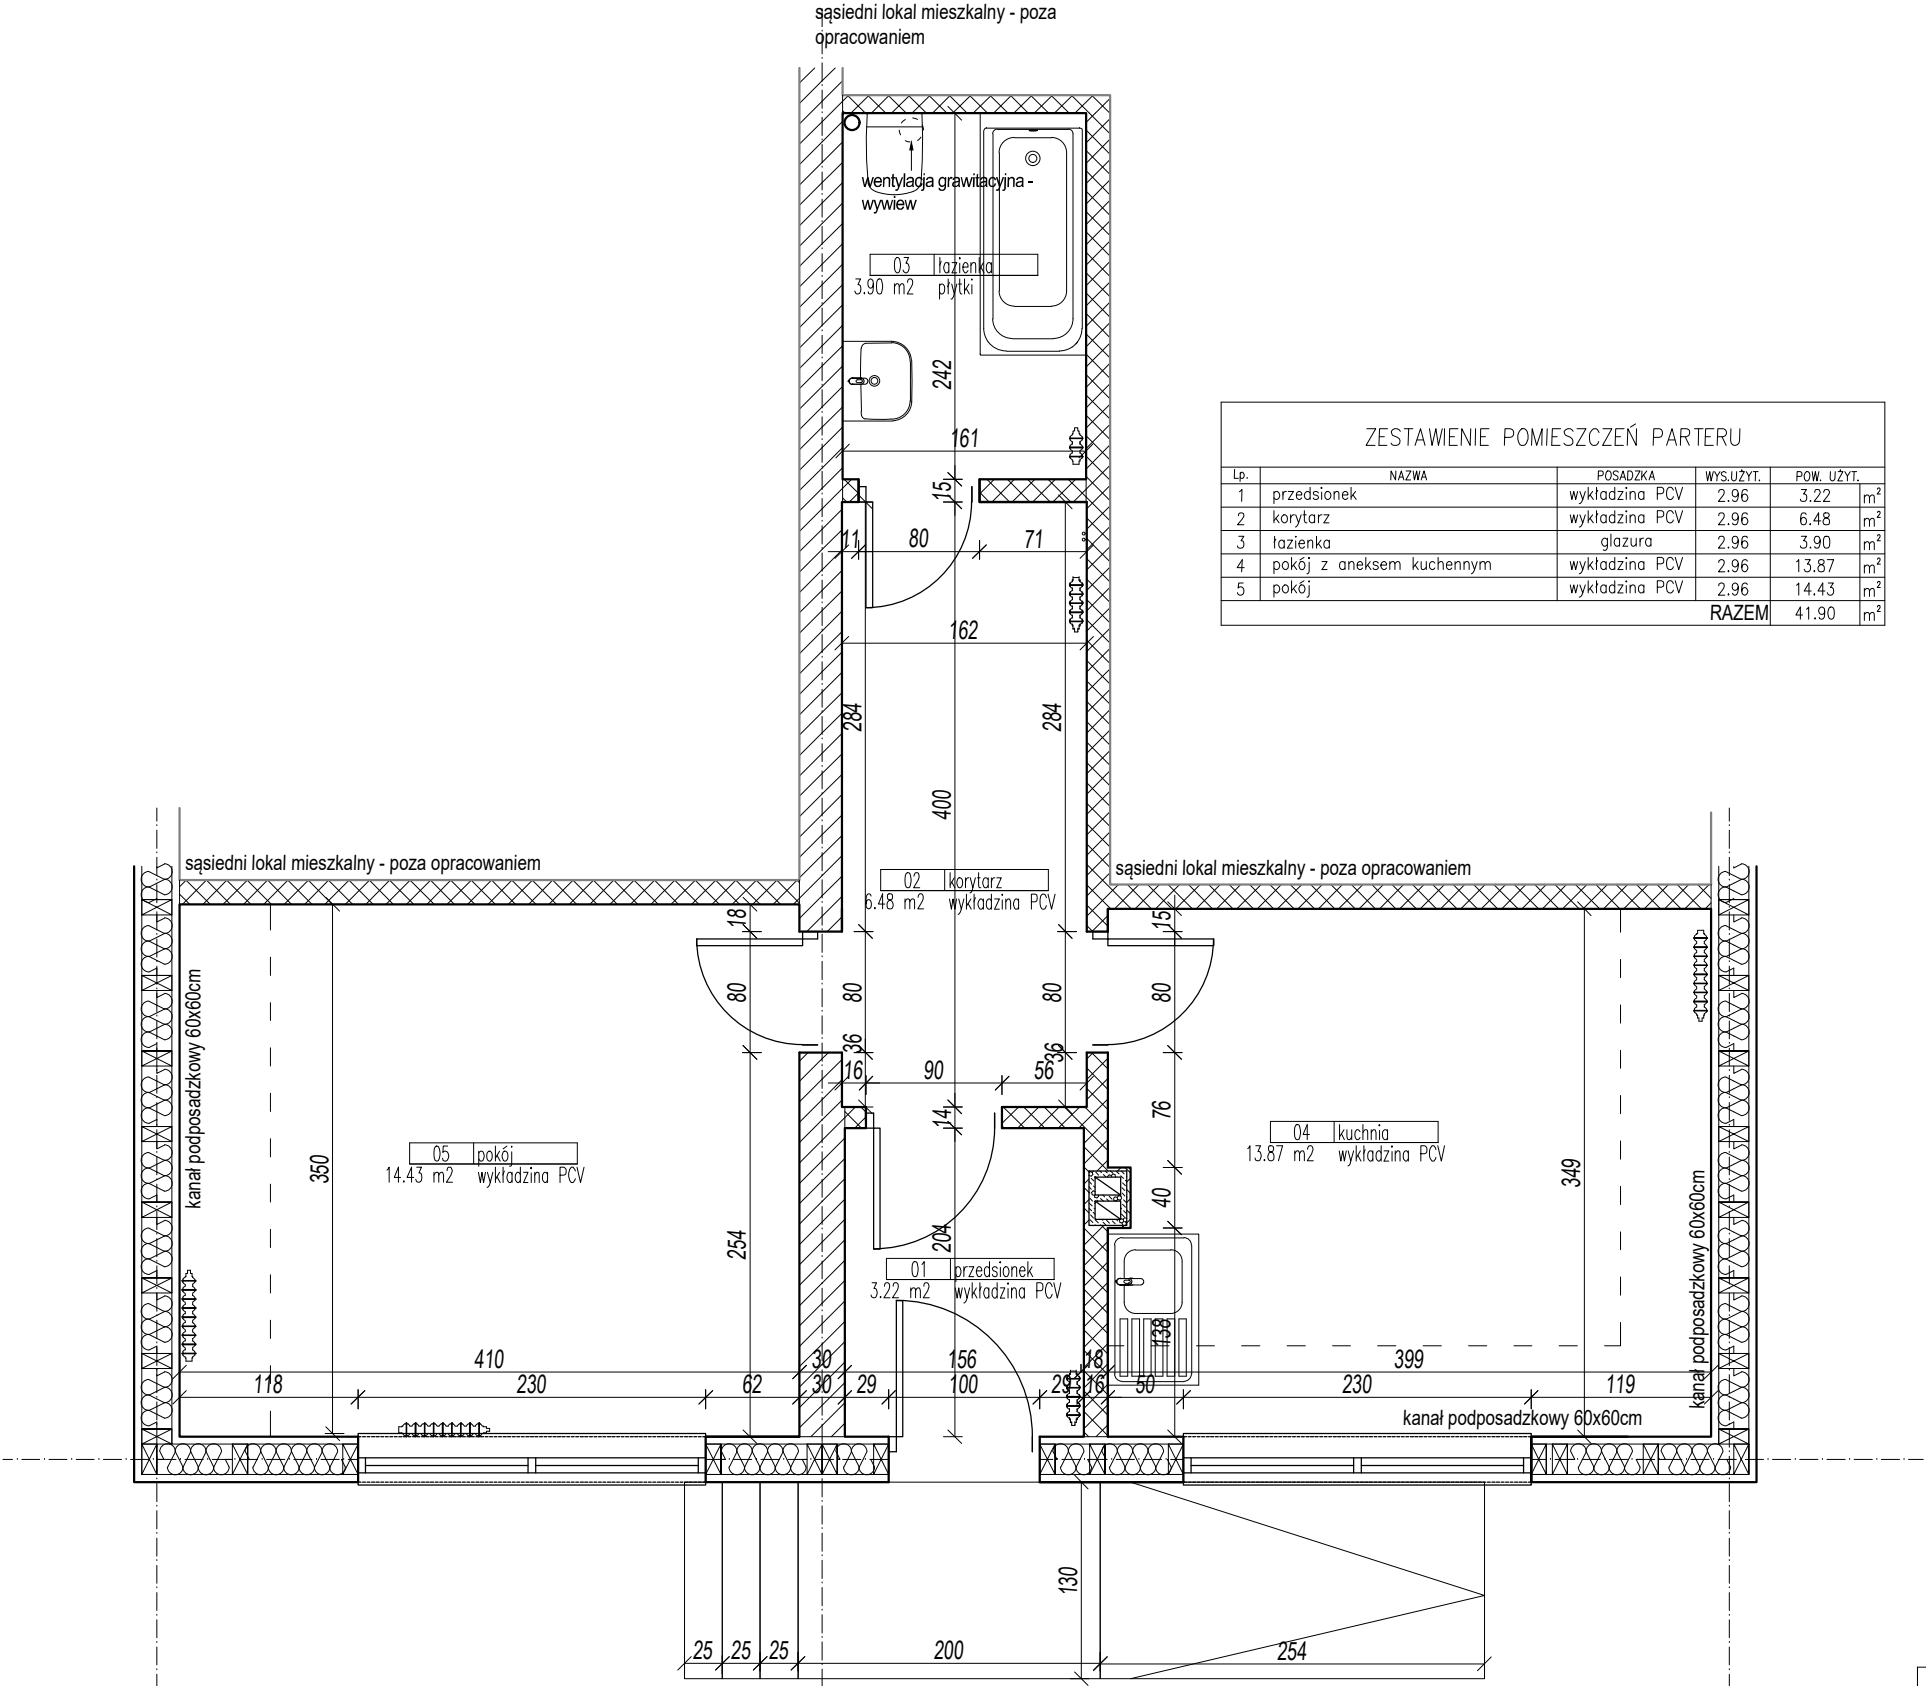 sąsiedni lokal mieszkalny - poza
opracowaniem
wentylacja grawitacyjna -
wywiew
03 łazienka
3.90 m2 płytki
242
161
15
11 80 71
162
284
284
400
ZESTAWIENIE POMIESZCZEŃ PARTERU
Lp. NAZWA POSADZKA WYS.UŻYT. POW. UŻYT.
1 przedsionek wykładzina PCV 2.96 3.22 m²
2 korytarz wykładzina PCV 2.96 6.48 m²
3 łazienka glazura 2.96 3.90 m²
4 pokój z aneksem kuchennym wykładzina PCV 2.96 13.87 m²
5 pokój wykładzina PCV 2.96 14.43 m²
RAZEM 41.90 m²
sąsiedni lokal mieszkalny - poza opracowaniem
sąsiedni lokal mieszkalny - poza opracowaniem
02 korytarz
6.48 m2 wykładzina PCV
18
15
80
80
80
80
36
36
16 90 56
14
76
40
kanał podposadzkowy 60x60cm
05 pokój
14.43 m2 wykładzina PCV
350
254
204
04 kuchnia
13.87 m2 wykładzina PCV
349
kanał podposadzkowy 60x60cm
01 przedsionek
3.22 m2 wykładzina PCV
138
410 30 156 18 399
118 230 62 30 29 100 29 16 50 230 119
kanał podposadzkowy 60x60cm
130
25 25 25 200 254